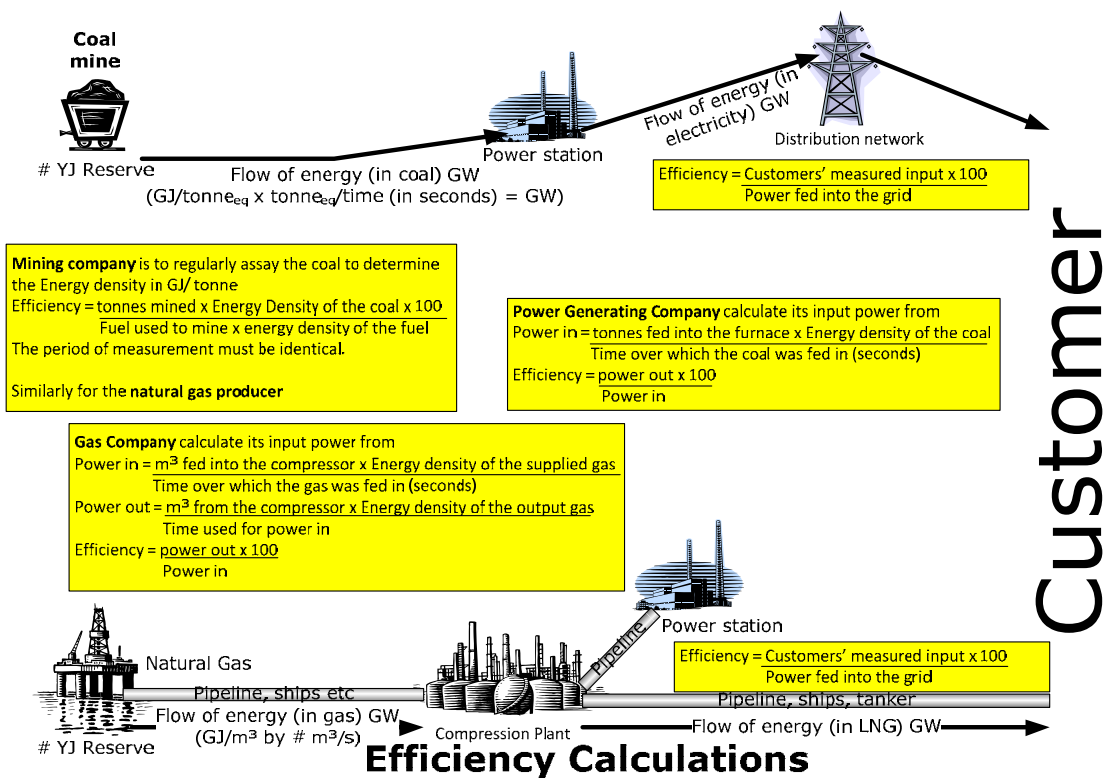 Coal
mine
# YJ Reserve
Flow of energy (in coal) GW
(GJ/tonneeq x tonneeq/time (in seconds) = GW)
Power station
Flow of energy (in
electricity) GW
Distribution network
Efficiency = Customers' measured input x 100
Power fed into the grid
Customer
Mining company is to regularly assay the coal to determine
the Energy density in GJ/tonne
Efficiency = tonnes mined x Energy Density of the coal x 100
Fuel used to mine x energy density of the fuel
The period of measurement must be identical.
Similarly for the natural gas producer
Power Generating Company calculate its input power from
Power in = tonnes fed into the furnace x Energy density of the coal
Time over which the coal was fed in (seconds)
Efficiency = power out x 100
Power in
Gas Company calculate its input power from
Power in = m³ fed into the compressor x Energy density of the supplied gas
Time over which the gas was fed in (seconds)
Power out = m³ from the compressor x Energy density of the output gas
Time used for power in
Efficiency = power out x 100
Power in
Natural Gas
Pipeline, ships etc
Flow of energy (in gas) GW
(GJ/m³ by # m³/s)
# YJ Reserve
Compression Plant
Pipeline
Power station
Efficiency = Customers' measured input x 100
Power fed into the grid
Pipeline, ships, tanker
Flow of energy (in LNG) GW
Efficiency Calculations